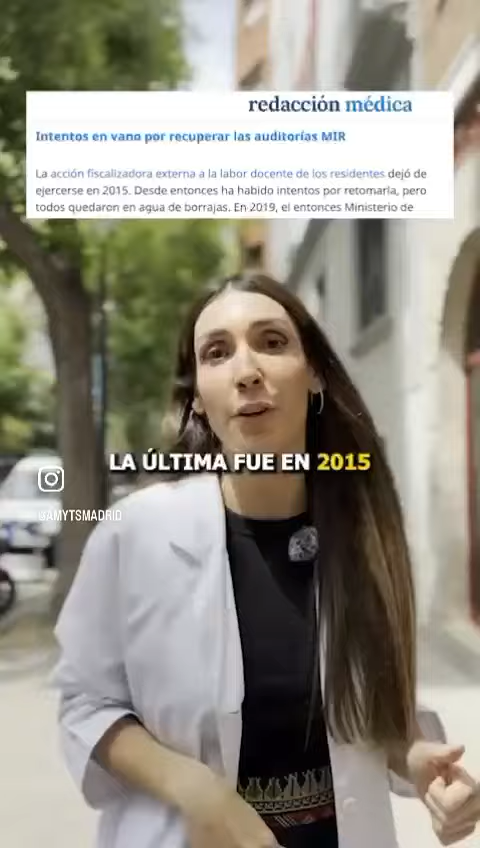 redacción médica
Intentos en vano por recuperar las auditorías MIR
La acción fiscalizadora externa a la labor docente de los residentes dejó de
ejercerse en 2015. Desde entonces ha habido intentos por retomarla, pero
todos quedaron en agua de borrajas. En 2019, el entonces Ministerio de
LA ÚLTIMA FUE EN 2015
@AMYTSMADRID